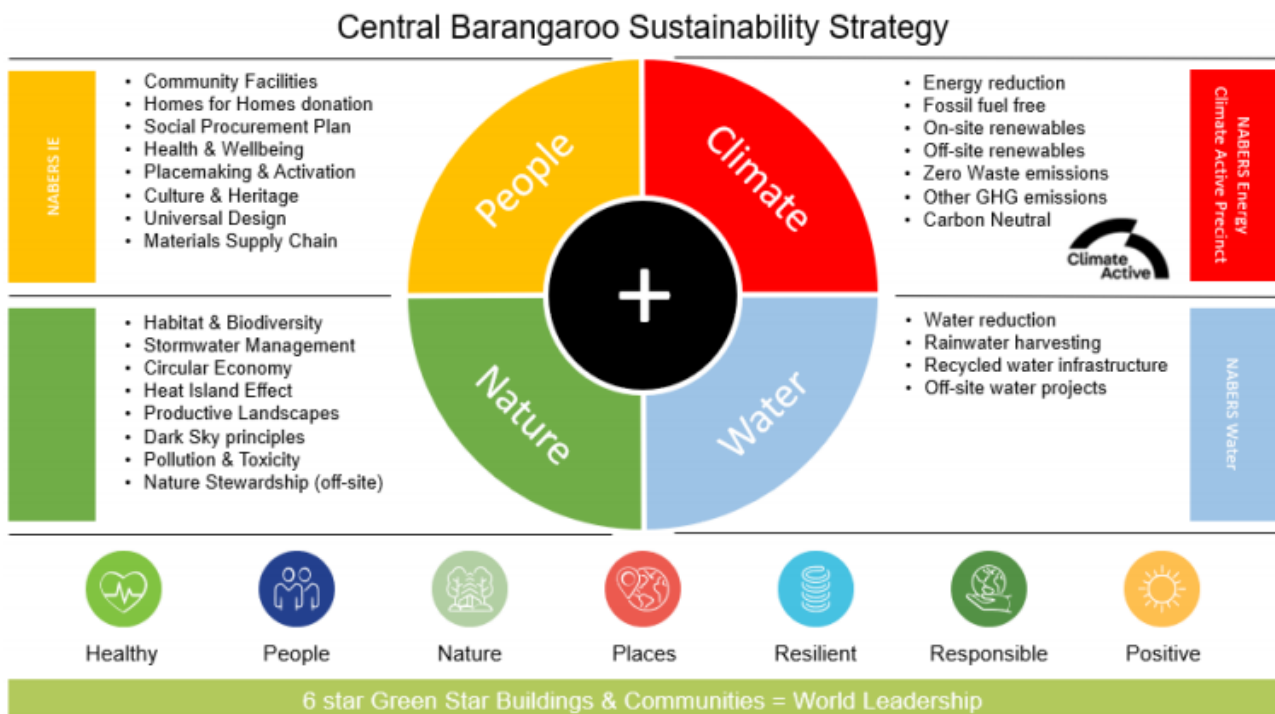 Central Barangaroo Sustainability Strategy
NABERS IE
• Community Facilities
• Homes for Homes donation
• Social Procurement Plan
• Health & Wellbeing
• Placemaking & Activation
• Culture & Heritage
• Universal Design
• Materials Supply Chain
People
Climate
• Energy reduction
• Fossil fuel free
• On-site renewables
• Off-site renewables
• Zero Waste emissions
• Other GHG emissions
• Carbon Neutral
Climate
Active
NABERS Energy
Climate Active Precinct
+
• Habitat & Biodiversity
• Stormwater Management
• Circular Economy
• Heat Island Effect
• Productive Landscapes
• Dark Sky principles
• Pollution & Toxicity
• Nature Stewardship (off-site)
Nature
Water
• Water reduction
• Rainwater harvesting
• Recycled water infrastructure
• Off-site water projects
NABERS Water
Healthy
People
Nature
Places
Resilient
Responsible
Positive
6 star Green Star Buildings & Communities = World Leadership